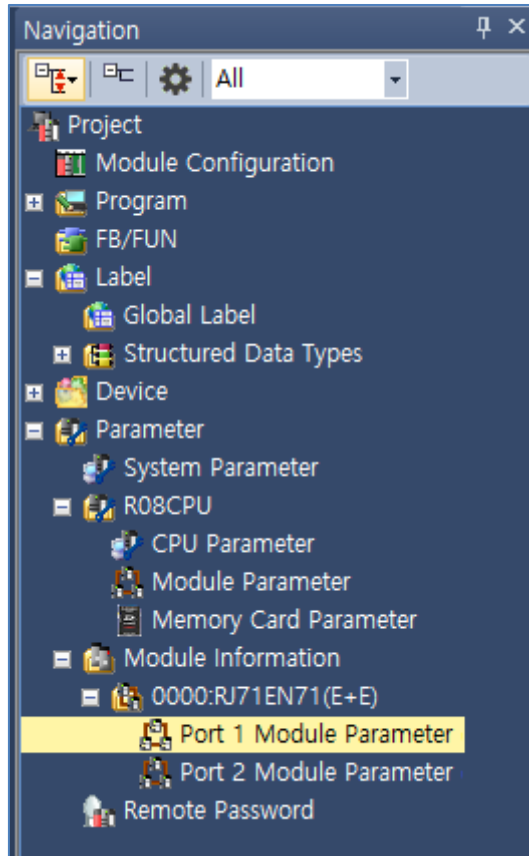 Navigation
All
Project
Module Configuration
Program
FB/FUN
Label
Global Label
Structured Data Types
Device
Parameter
System Parameter
R08CPU
CPU Parameter
Module Parameter
Memory Card Parameter
Module Information
0000:RJ71EN71(E+E)
Port 1 Module Parameter
Port 2 Module Parameter
Remote Password